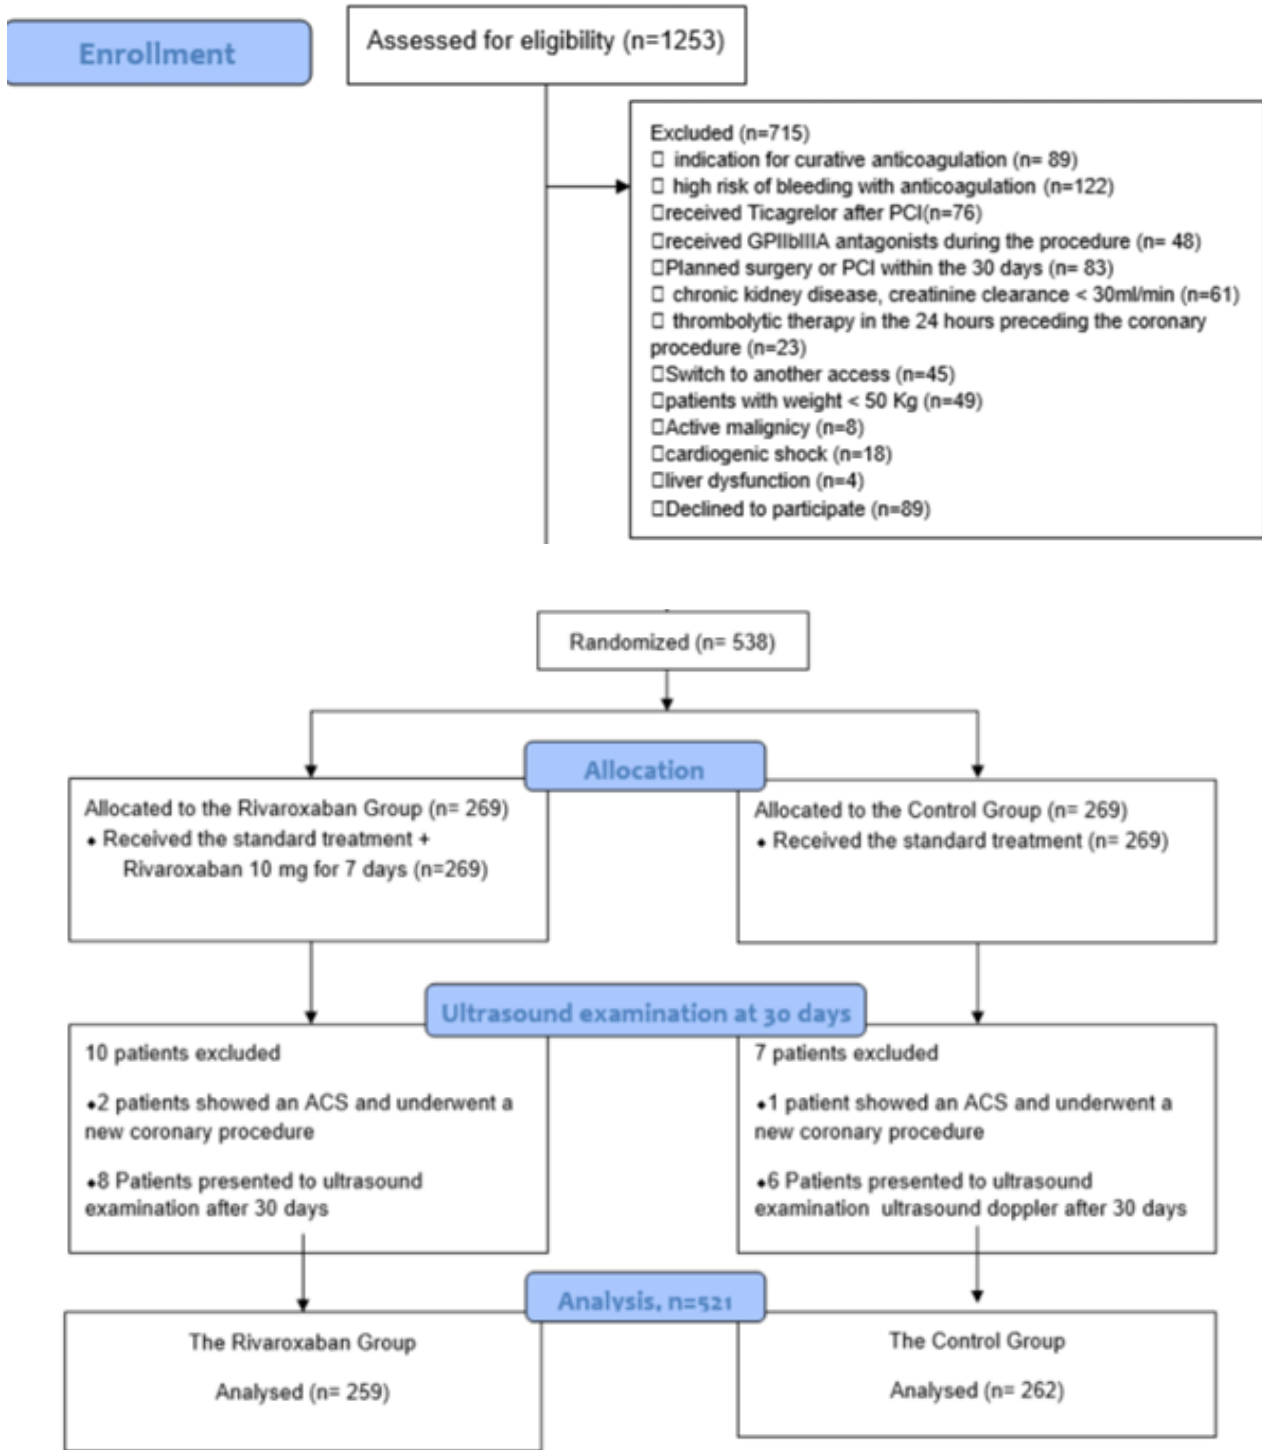 Enrollment
Assessed for eligibility (n=1253)
Excluded (n=715)
indication for curative anticoagulation (n= 89)
high risk of bleeding with anticoagulation (n=122)
received Ticagrelor after PCI(n=76)
received GPIIbIIIA antagonists during the procedure (n= 48)
Planned surgery or PCI within the 30 days (n= 83)
chronic kidney disease, creatinine clearance < 30ml/min (n=61)
thrombolytic therapy in the 24 hours preceding the coronary
procedure (n=23)
Switch to another access (n=45)
patients with weight < 50 Kg (n=49)
Active malignicy (n=8)
cardiogenic shock (n=18)
liver dysfunction (n=4)
Declined to participate (n=89)
Randomized (n= 538)
Allocation
Allocated to the Rivaroxaban Group (n= 269)
• Received the standard treatment +
Rivaroxaban 10 mg for 7 days (n=269)
Allocated to the Control Group (n= 269)
• Received the standard treatment (n= 269)
Ultrasound examination at 30 days
10 patients excluded
•2 patients showed an ACS and underwent a
new coronary procedure
•8 Patients presented to ultrasound
examination after 30 days
7 patients excluded
•1 patient showed an ACS and underwent a
new coronary procedure
•6 Patients presented to ultrasound
examination ultrasound doppler after 30 days
Analysis, n=521
The Rivaroxaban Group
Analysed (n= 259)
The Control Group
Analysed (n= 262)